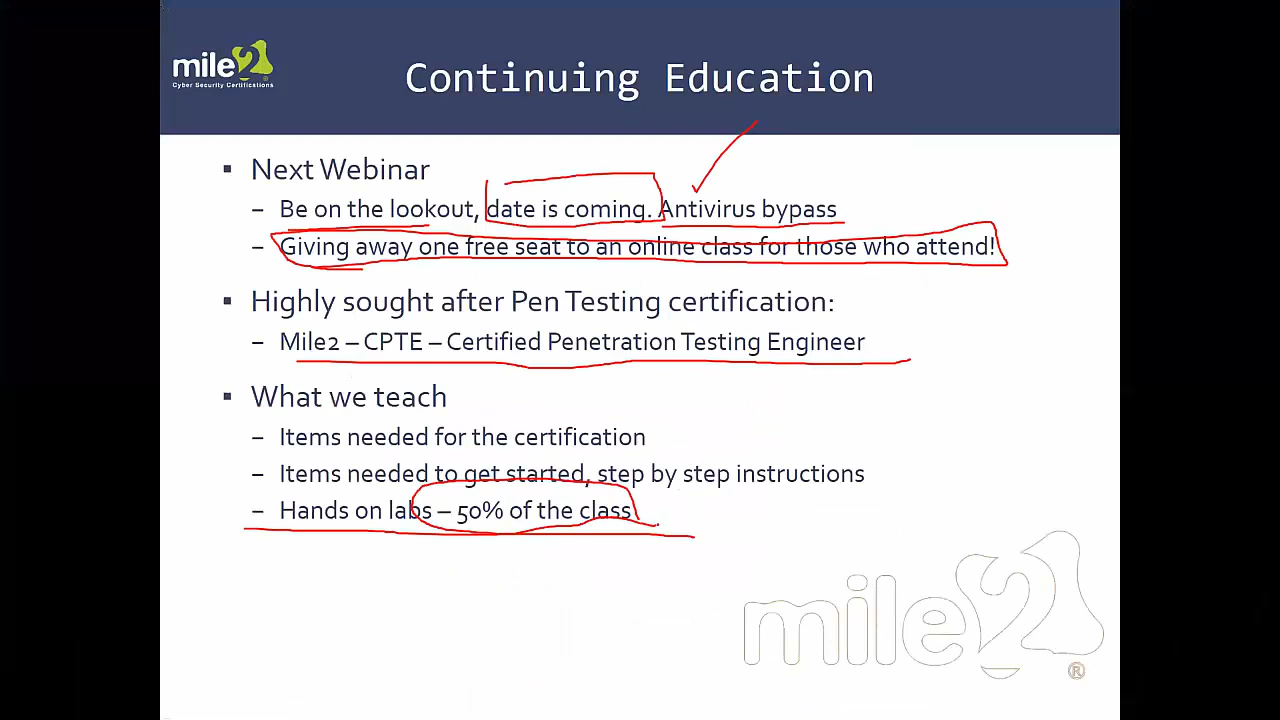 mile2
Cyber Security Certifications
Continuing Education
▪ Next Webinar
– Be on the lookout, date is coming. Antivirus bypass
– Giving away one free seat to an online class for those who attend!
▪ Highly sought after Pen Testing certification:
– Mile2 – CPTE – Certified Penetration Testing Engineer
▪ What we teach
– Items needed for the certification
– Items needed to get started, step by step instructions
– Hands on labs – 50% of the class
mile2®